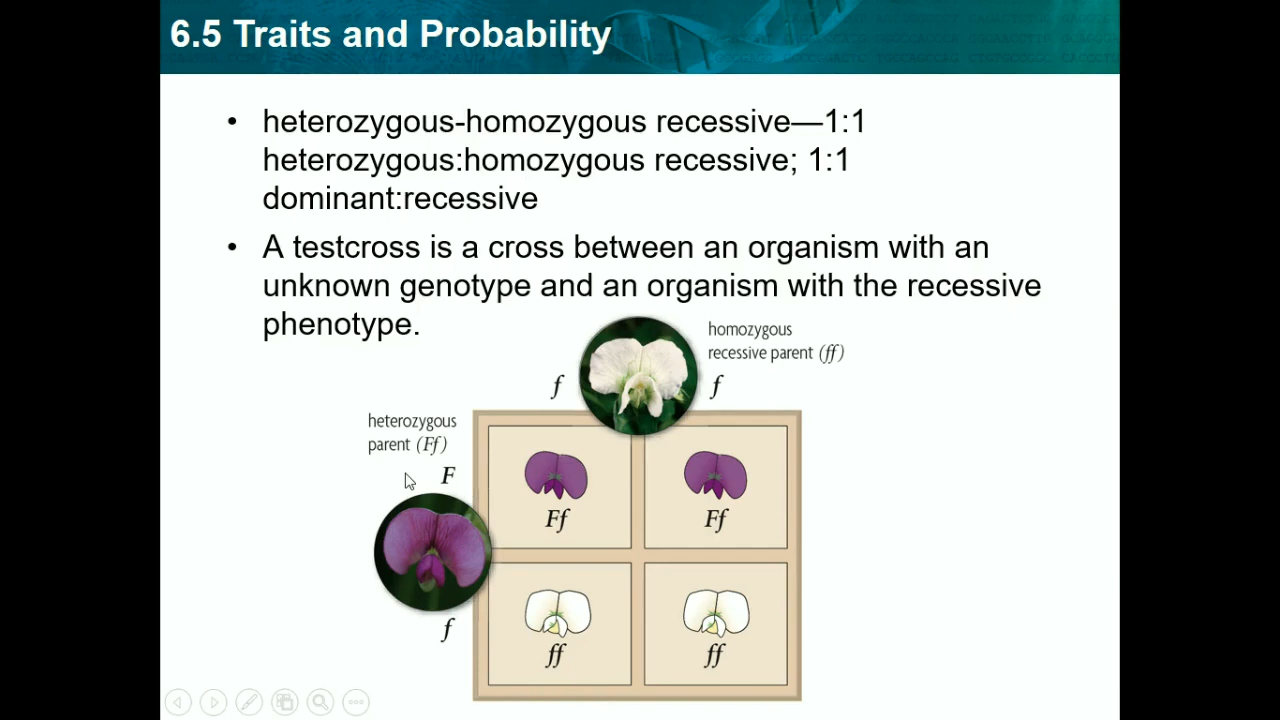 6.5 Traits and Probability
• heterozygous-homozygous recessive—1:1
heterozygous:homozygous recessive; 1:1
dominant:recessive
• A testcross is a cross between an organism with an
unknown genotype and an organism with the recessive
phenotype.
homozygous
recessive parent (ff)
f f
heterozygous
parent (Ff)
F
Ff Ff
f
ff ff